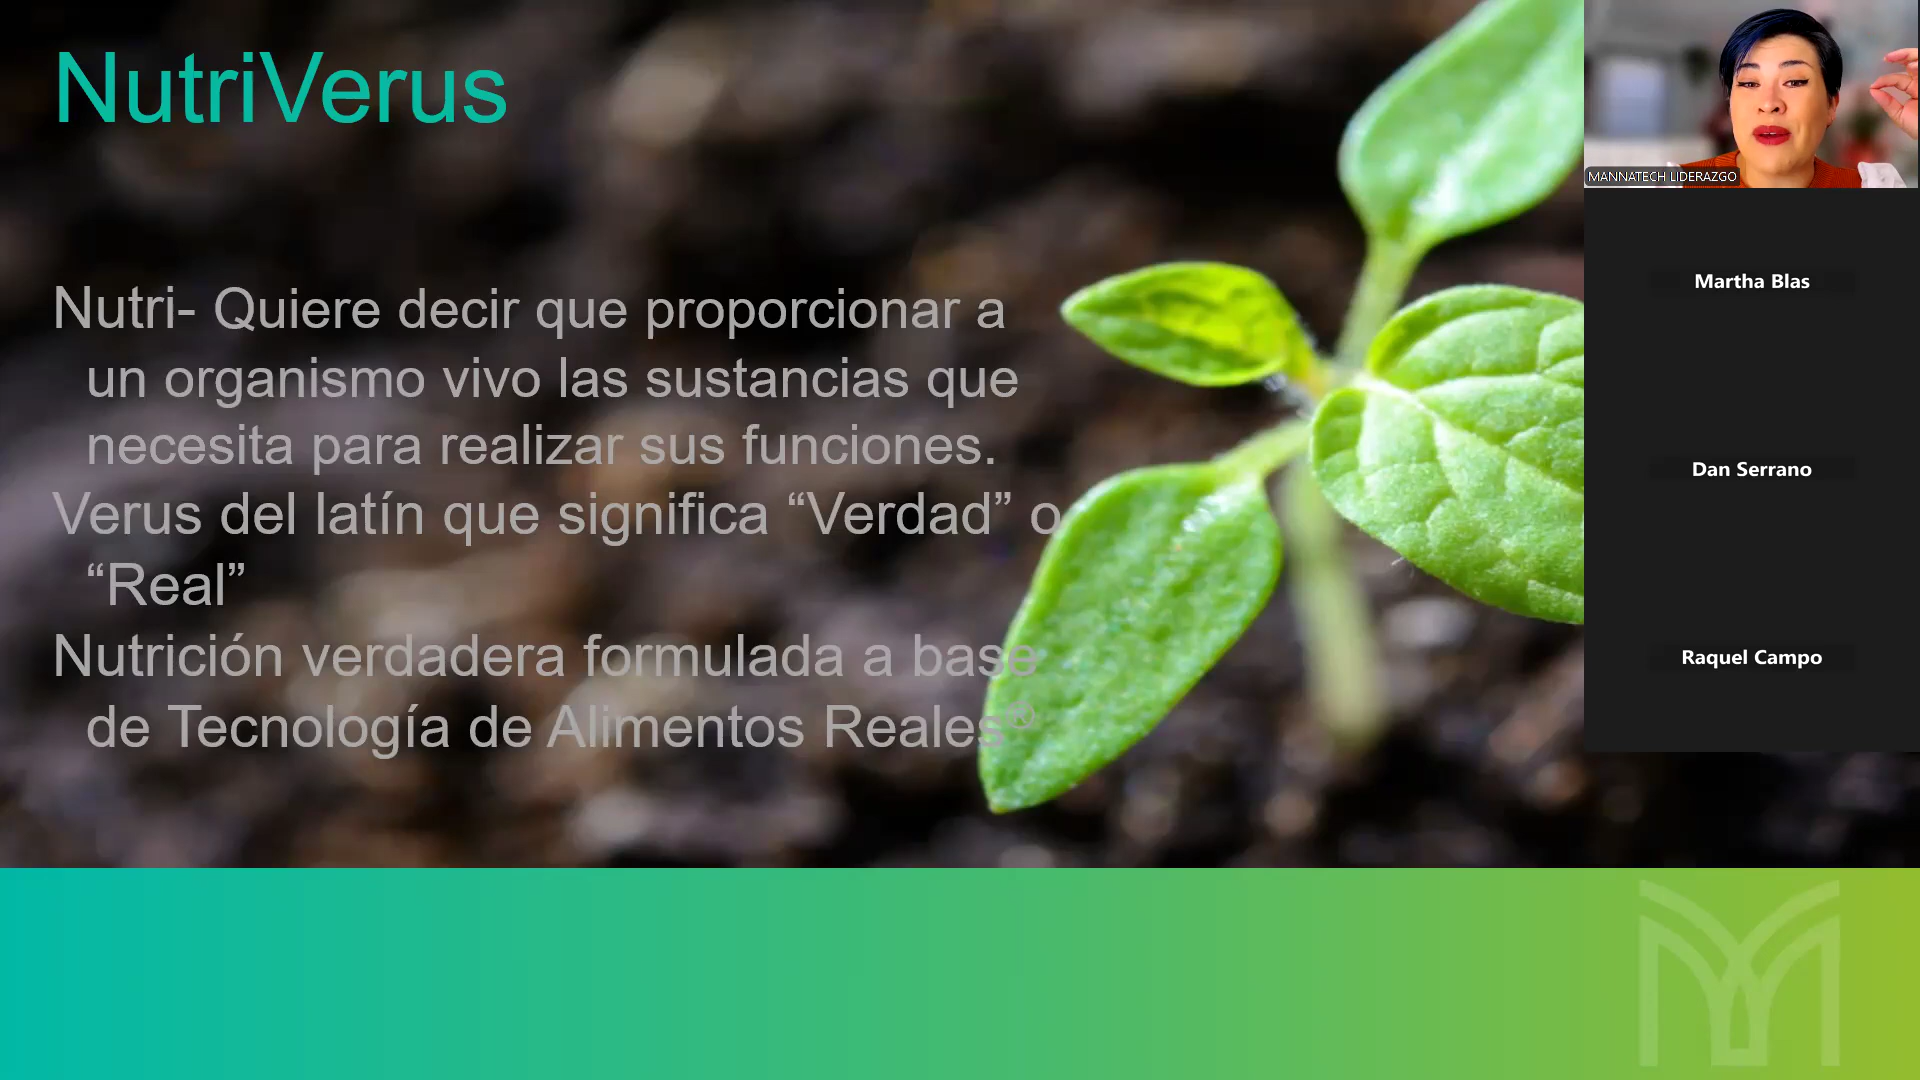 NutriVerus
Nutri- Quiere decir que proporcionar a
un organismo vivo las sustancias que
necesita para realizar sus funciones.
Verus del latín que significa “Verdad” o
“Real”
Nutrición verdadera formulada a base
de Tecnología de Alimentos Reales®
MANNATECH LIDERAZGO
Martha Blas
Dan Serrano
Raquel Campo